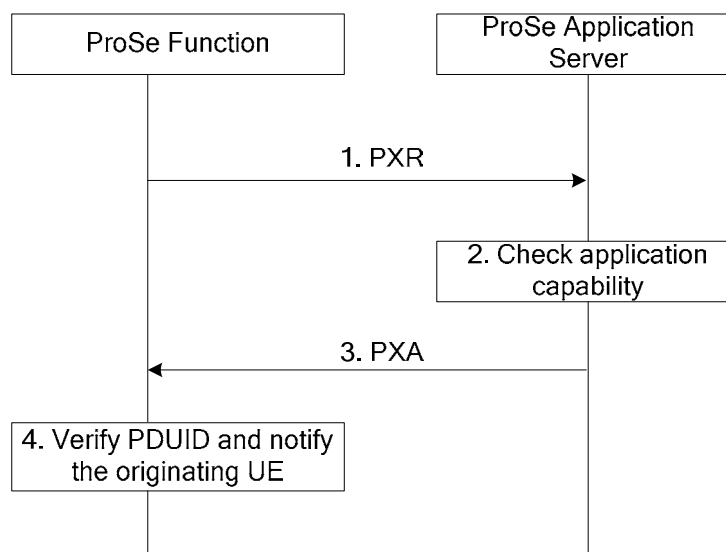 ProSe Function
ProSe Application
Server
1. PXR
2. Check application
capability
3. PXA
4. Verify PDUID and notify
the originating UE